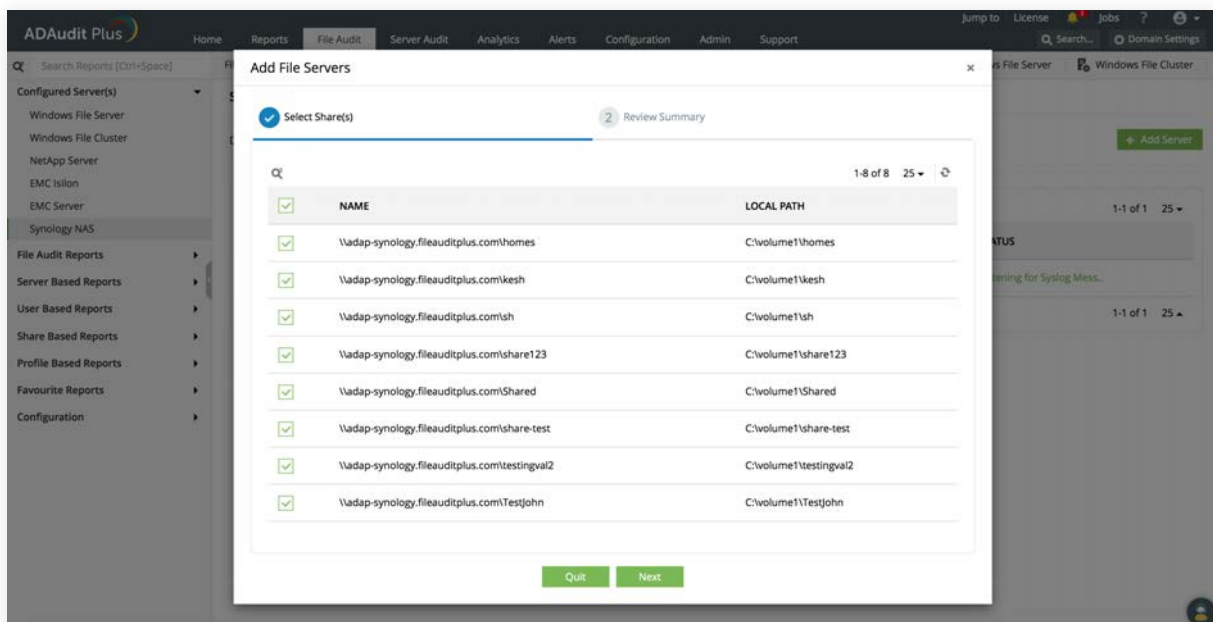 Jump to License Jobs ?
ADAudit Plus
Home Reports File Audit Server Audit Analytics Alerts Configuration Admin Support
Search... Domain Settings
Search Reports [Ctrl+Space]
Add File Servers
s File Server Windows File Cluster
Configured Server(s)
Windows File Server
Windows File Cluster
NetApp Server
EMC Isilon
EMC Server
Synology NAS
File Audit Reports
Server Based Reports
User Based Reports
Share Based Reports
Profile Based Reports
Favourite Reports
Configuration
Select Share(s) 2 Review Summary
+ Add Server
1-8 of 8 25
NAME LOCAL PATH
\\adap-synology.fileauditplus.com\homes C:\volume1\homes
\\adap-synology.fileauditplus.com\kesh C:\volume1\kesh
\\adap-synology.fileauditplus.com\sh C:\volume1\sh
\\adap-synology.fileauditplus.com\share123 C:\volume1\share123
\\adap-synology.fileauditplus.com\Shared C:\volume1\Shared
\\adap-synology.fileauditplus.com\share-test C:\volume1\share-test
\\adap-synology.fileauditplus.com\testingval2 C:\volume1\testingval2
\\adap-synology.fileauditplus.com\TestJohn C:\volume1\TestJohn
Quit Next
1-1 of 1 25
ATUS
tening for Syslog Mess..
1-1 of 1 25